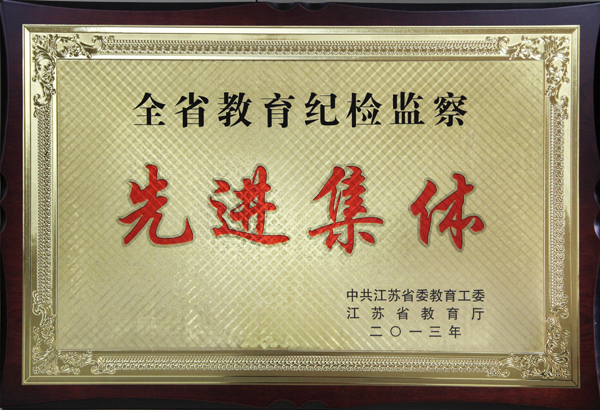 全省教育纪检监察
先进集体
中共江苏省委教育工委
江苏省教育厅
二〇一三年